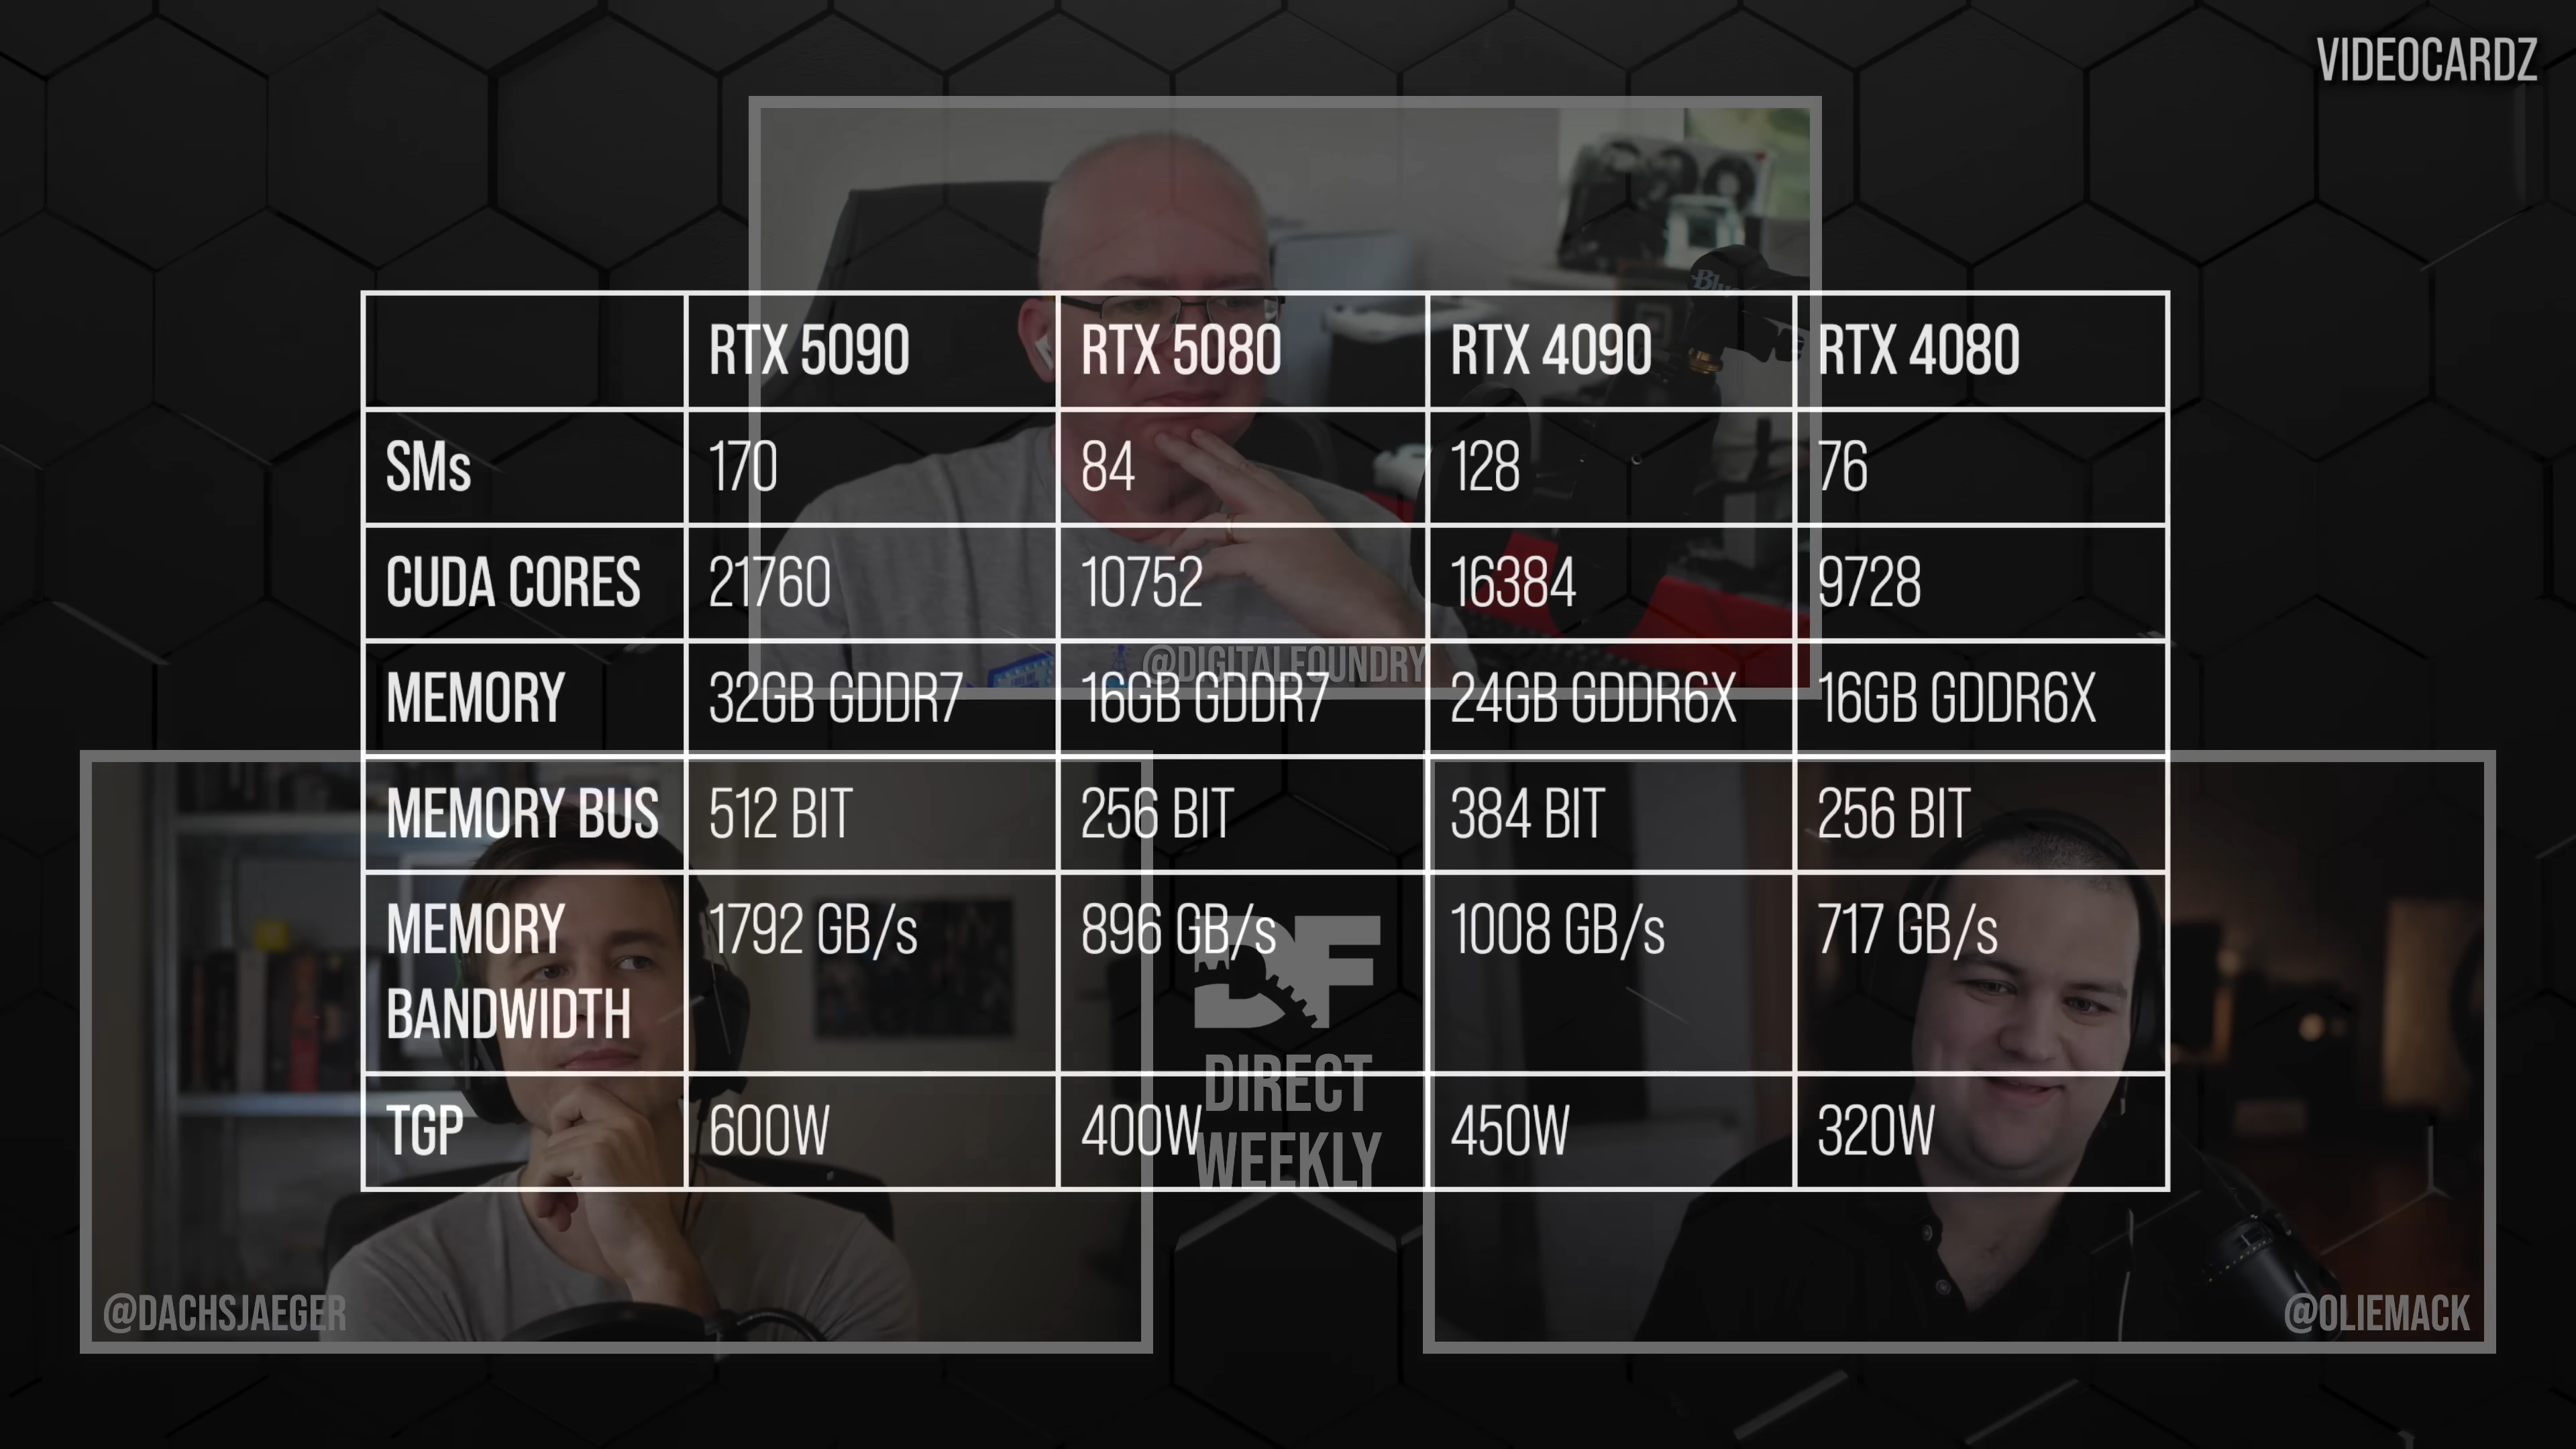 VIDEOCARDZ
RTX 5090 RTX 5080 RTX 4090 RTX 4080
SMs 170 84 128 76
CUDA CORES 21760 10752 16384 9728
@DIGITALFOUNDRY
MEMORY 32GB GDDR7 16GB GDDR7 24GB GDDR6X 16GB GDDR6X
MEMORY BUS 512 BIT 256 BIT 384 BIT 256 BIT
MEMORY BANDWIDTH 1792 GB/s 896 GB/s 1008 GB/s 717 GB/s
DF
DIRECT
WEEKLY
TGP 600W 400W 450W 320W
@DACHSJAEGER
@OLIEMACK